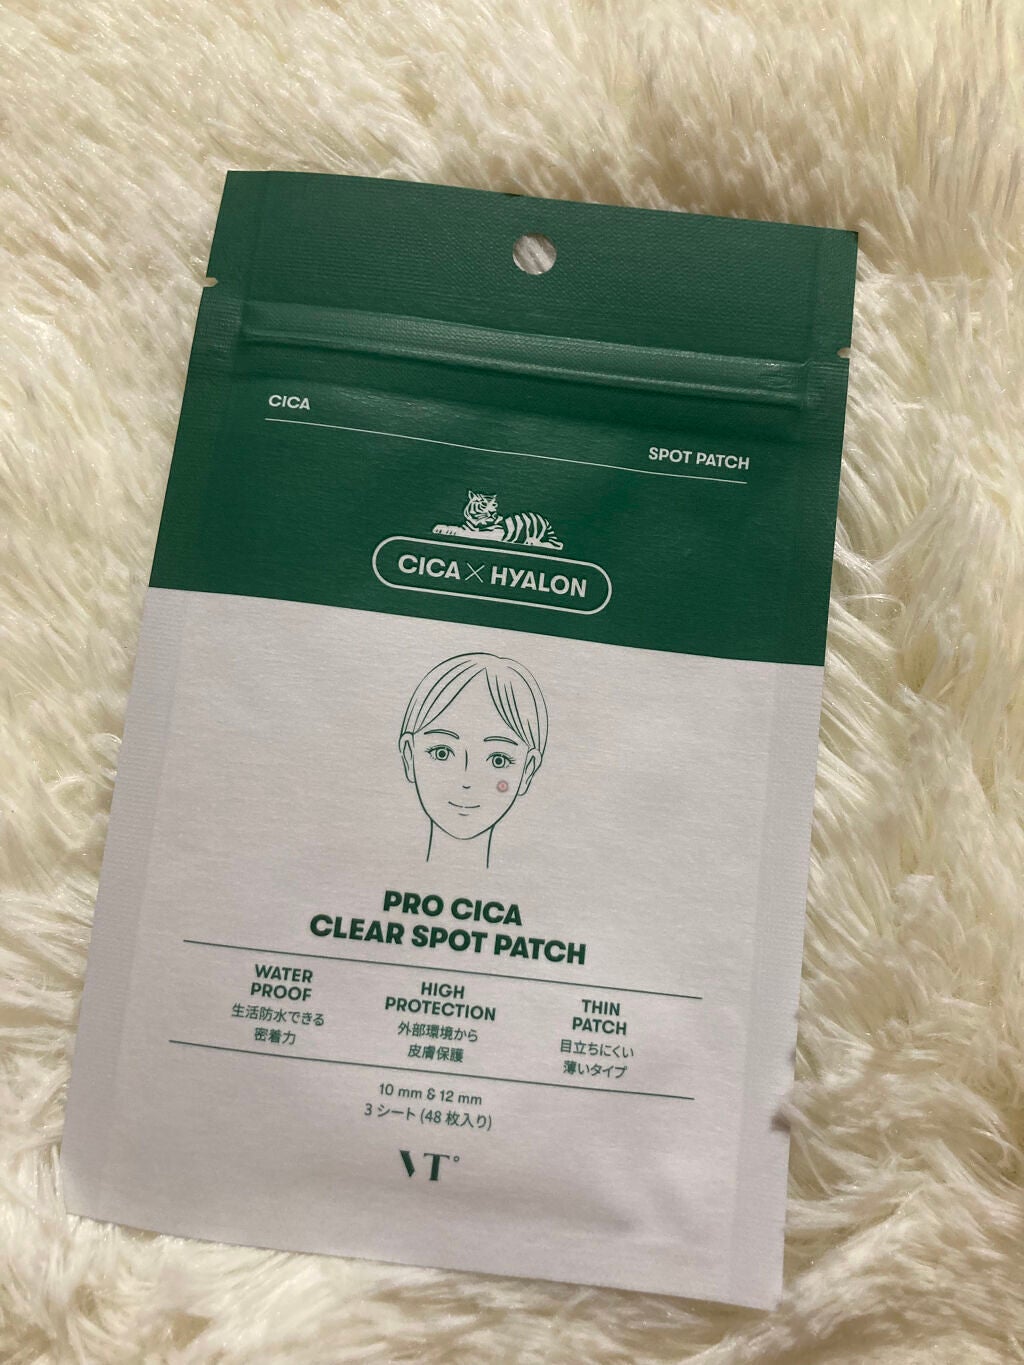 CICA
SPOT PATCH
CICA×HYALON
PRO CICA
CLEAR SPOT PATCH
WATER
PROOF
生活防水できる
密着力
HIGH
PROTECTION
外部環境から
皮膚保護
THIN
PATCH
目立ちにくい
薄いタイプ
10 mm & 12 mm
3 シート (48 枚入り)
VT°